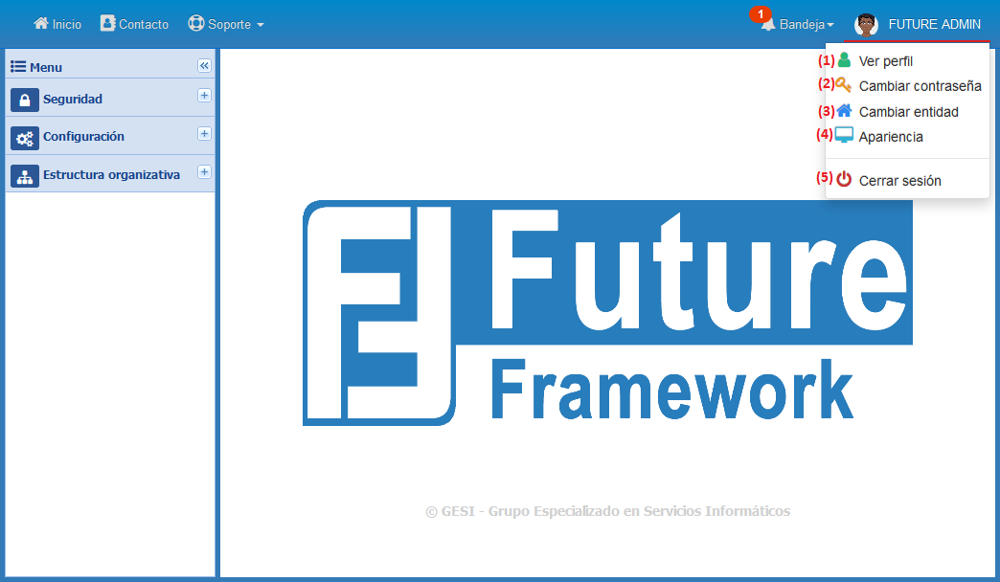 Inicio Contacto Soporte 1 Bandeja FUTURE ADMIN
(1) Ver perfil
(2) Cambiar contraseña
(3) Cambiar entidad
(4) Apariencia
(5) Cerrar sesión
Menu
Seguridad
Configuración
Estructura organizativa
Future
Framework
© GESI - Grupo Especializado en Servicios Informáticos